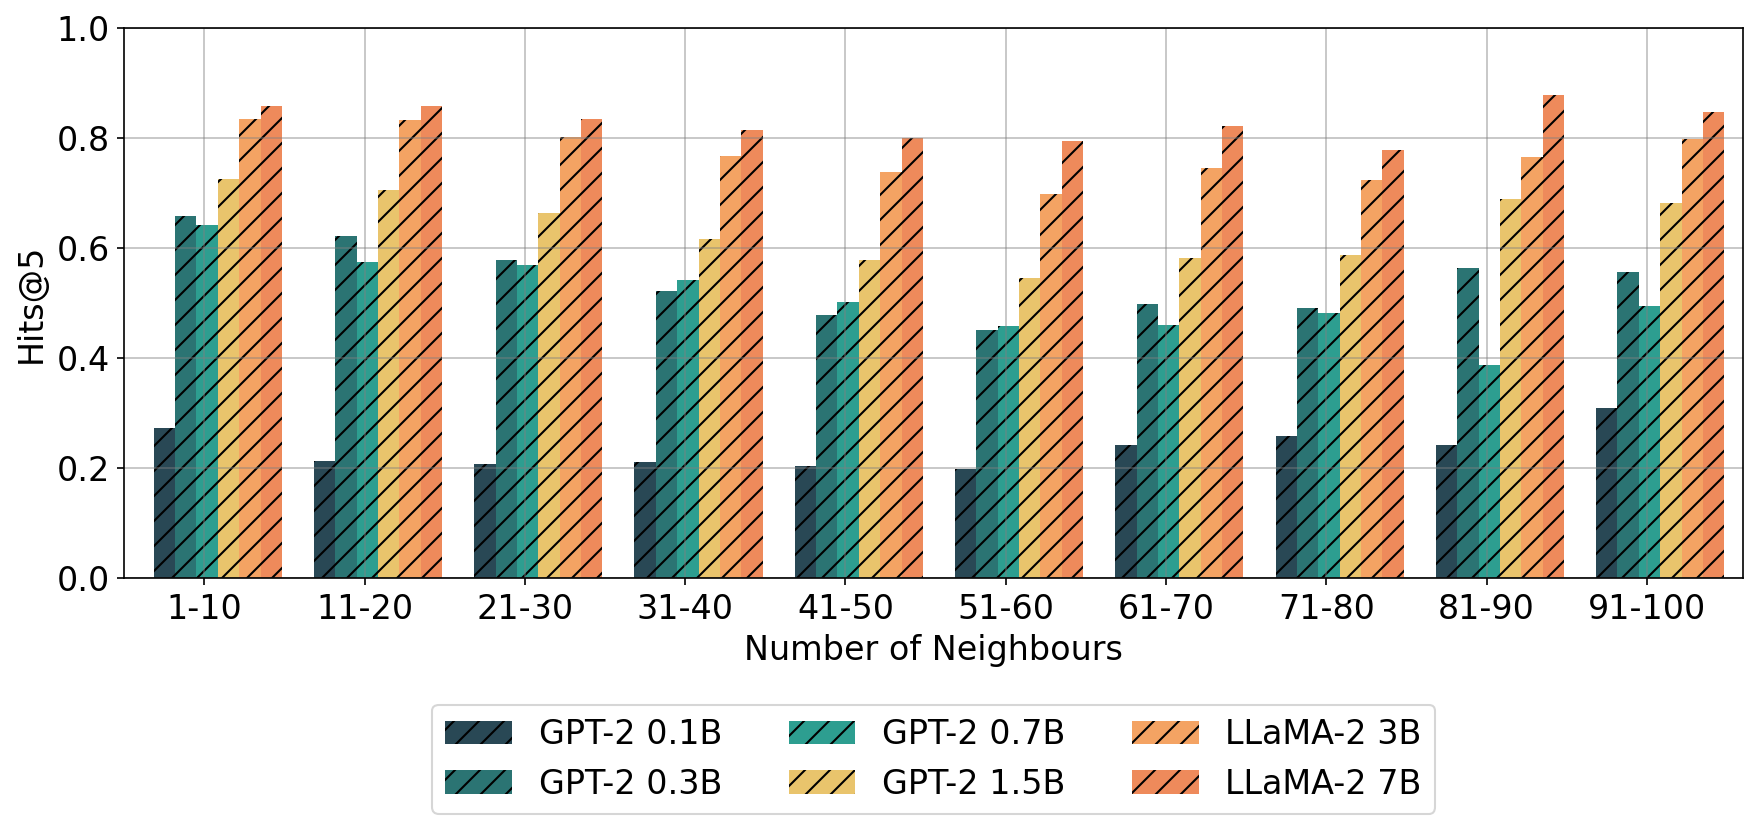 1.0
0.8
0.6
0.4
0.2
0.0
Hits@5
1-10 11-20 21-30 31-40 41-50 51-60 61-70 71-80 81-90 91-100
Number of Neighbours
GPT-2 0.1B GPT-2 0.7B LLaMA-2 3B
GPT-2 0.3B GPT-2 1.5B LLaMA-2 7B